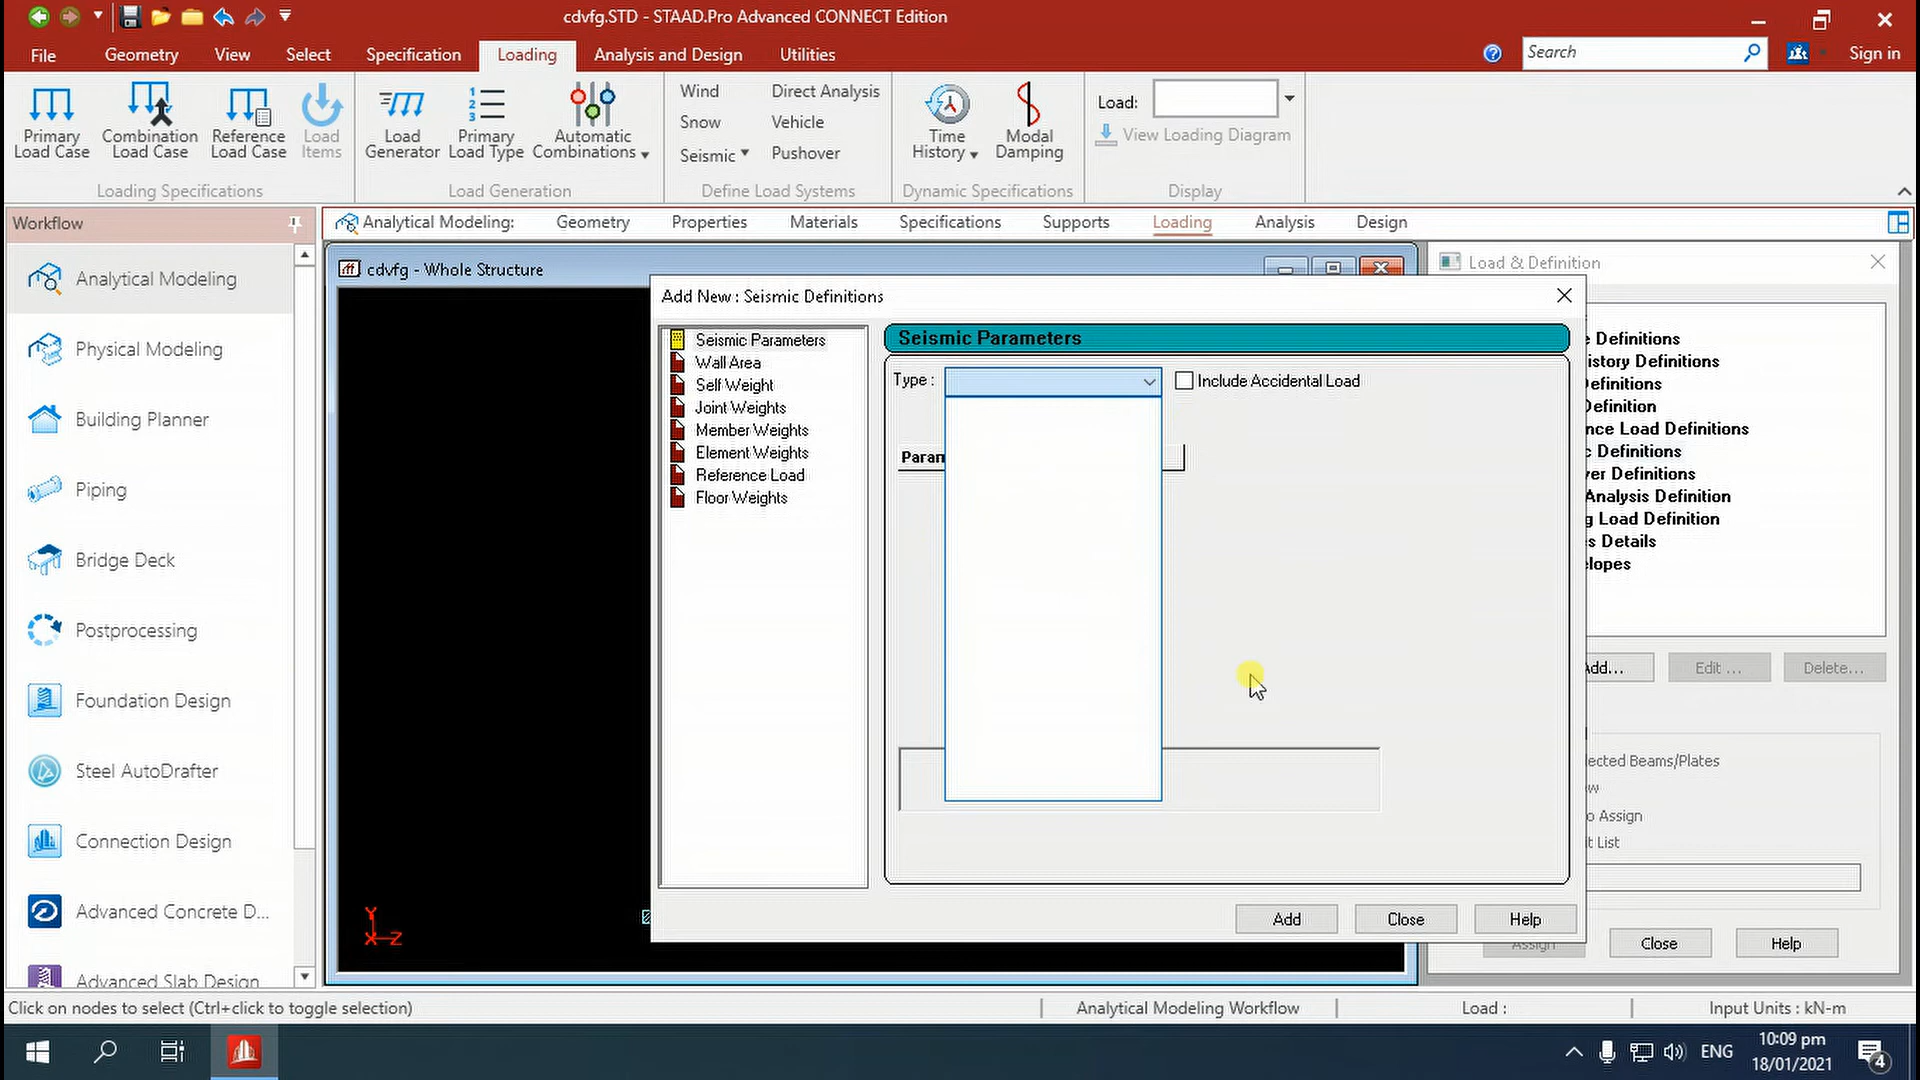 cdvfg.STD - STAAD.Pro Advanced CONNECT Edition
File Geometry View Select Specification Loading Analysis and Design Utilities Search Sign in
Primary Load Case
Combination Load Case
Reference Load Case
Load Items
Loading Specifications
Load Generator
Primary Load Type
Automatic Combinations
Load Generation
Wind
Snow
Seismic
Direct Analysis
Vehicle
Pushover
Define Load Systems
Time History
Modal Damping
Dynamic Specifications
Load:
View Loading Diagram
Display
Workflow
Analytical Modeling: Geometry Properties Materials Specifications Supports Loading Analysis Design
Analytical Modeling
Physical Modeling
Building Planner
Piping
Bridge Deck
Postprocessing
Foundation Design
Steel AutoDrafter
Connection Design
Advanced Concrete D...
Advanced Slab Design
cdvfg - Whole Structure
Y
X Z
Add New : Seismic Definitions
Seismic Parameters
Wall Area
Self Weight
Joint Weights
Member Weights
Element Weights
Reference Load
Floor Weights
Seismic Parameters
Type :
Include Accidental Load
Param
Add Close Help
Load & Definition
e Definitions
istory Definitions
Definitions
Definition
nce Load Definitions
c Definitions
ver Definitions
Analysis Definition
g Load Definition
s Details
elopes
Add... Edit ... Delete...
ected Beams/Plates
w
o Assign
t List
Assign Close Help
Click on nodes to select (Ctrl+click to toggle selection)
Analytical Modeling Workflow
Load :
Input Units : kN-m
ENG
10:09 pm
18/01/2021
4